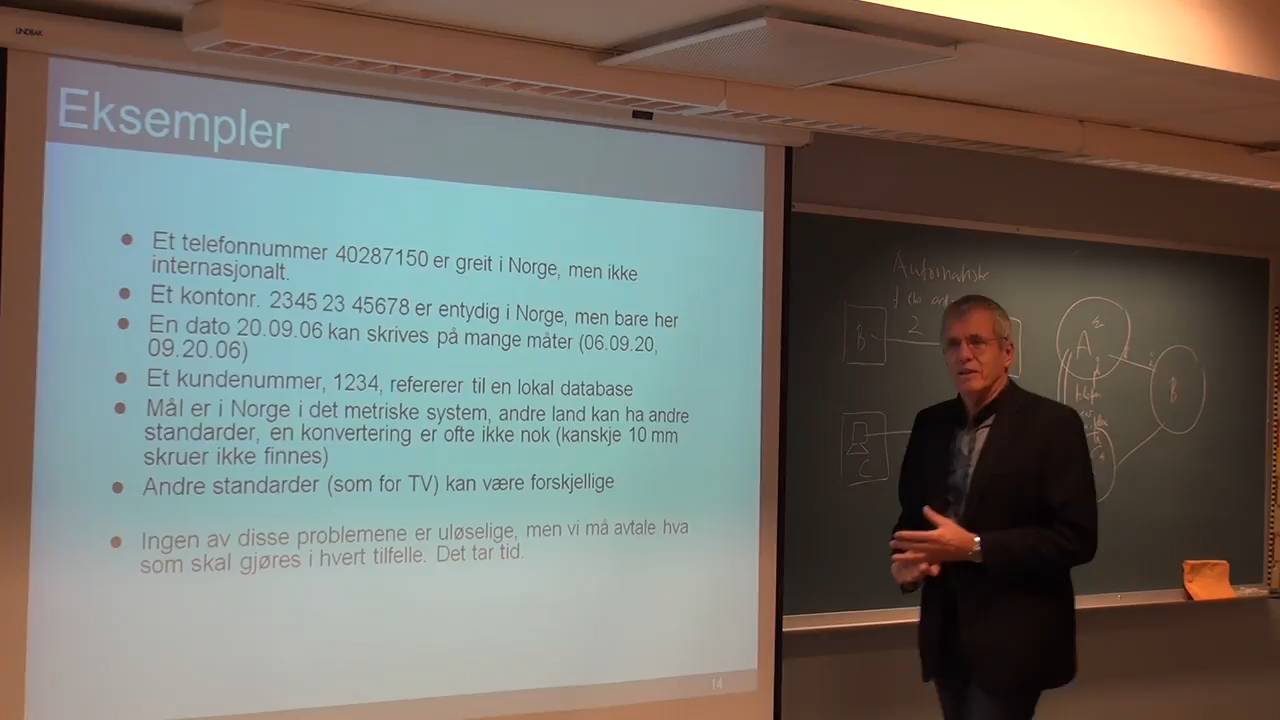 LINDBAK
Eksempler
Et telefonnummer 40287150 er greit i Norge, men ikke
internasjonalt.
Et kontonr. 2345 23 45678 er entydig i Norge, men bare her
En dato 20.09.06 kan skrives på mange måter (06.09.20,
09.20.06)
Et kundenummer, 1234, refererer til en lokal database
Mål er i Norge i det metriske system, andre land kan ha andre
standarder, en konvertering er ofte ikke nok (kanskje 10 mm
skruer ikke finnes)
Andre standarder (som for TV) kan være forskjellige
Ingen av disse problemene er uløselige, men vi må avtale hva
som skal gjøres i hvert tilfelle. Det tar tid.
14
B
2
C
A
B